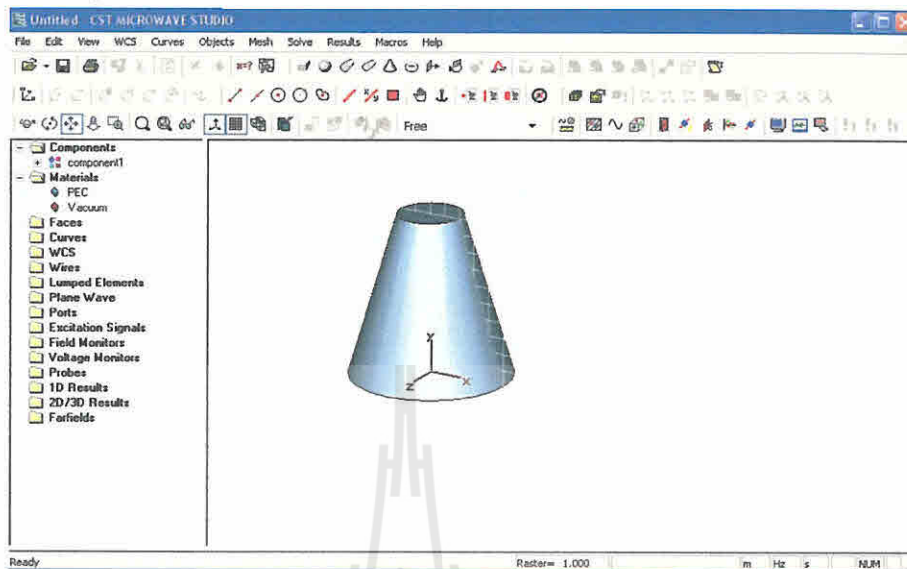 Untitled - CST MICROWAVE STUDIO
File Edit View WCS Curves Objects Mesh Solve Results Macros Help
Free
Components
component1
Materials
PEC
Vacuum
Faces
Curves
WCS
Wires
Lumped Elements
Plane Wave
Ports
Excitation Signals
Field Monitors
Voltage Monitors
Probes
1D Results
2D/3D Results
Farfields
Y
Z
X
Ready
Raster= 1.000
m Hz s NUM